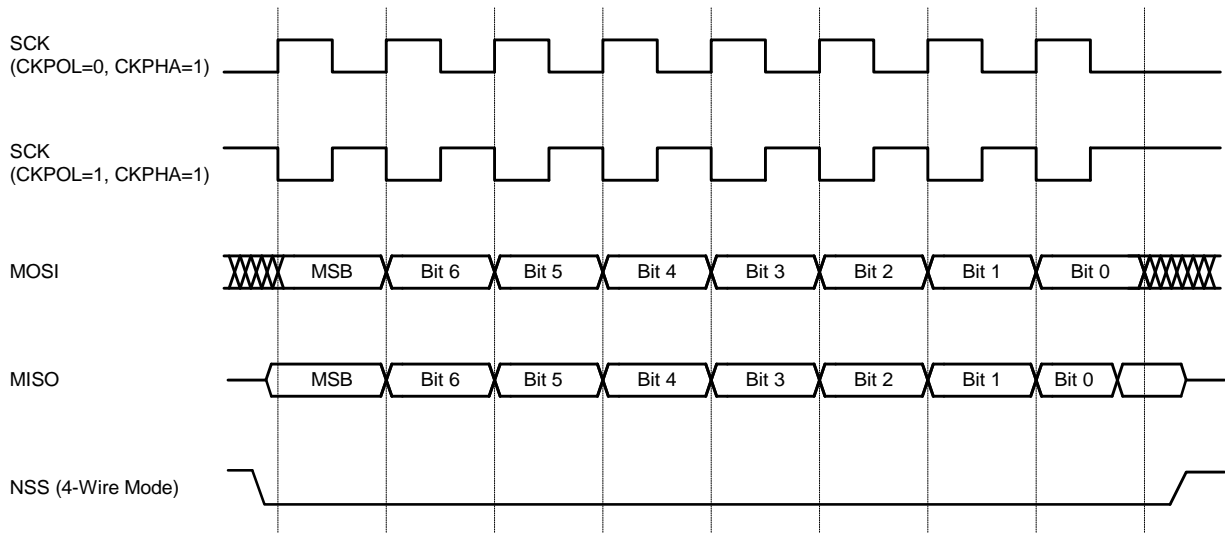 SCK
(CKPOL=0, CKPHA=1)
SCK
(CKPOL=1, CKPHA=1)
MOSI MSB Bit 6 Bit 5 Bit 4 Bit 3 Bit 2 Bit 1 Bit 0
MISO MSB Bit 6 Bit 5 Bit 4 Bit 3 Bit 2 Bit 1 Bit 0
NSS (4-Wire Mode)